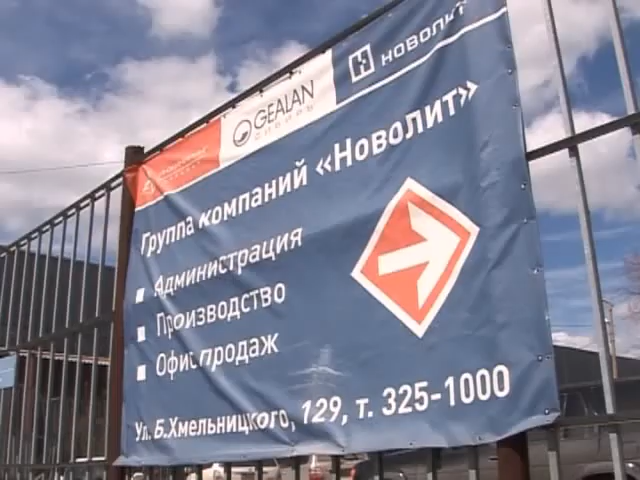 GEALAN
СИБИРЬ
НОВОЛИТ
Группа компаний «Новолит»
Администрация
Производство
Офис продаж
Ул. Б.Хмельницкого, 129, т. 325-1000